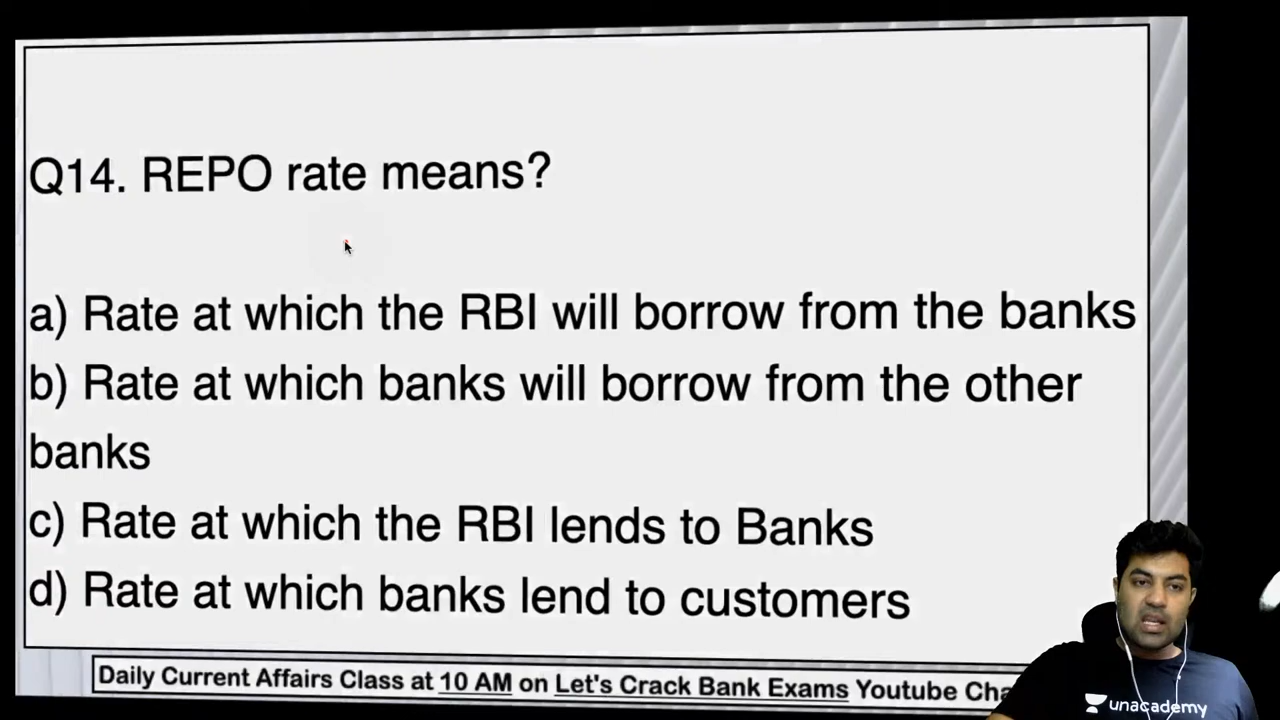 Q14. REPO rate means?
a) Rate at which the RBI will borrow from the banks
b) Rate at which banks will borrow from the other
banks
c) Rate at which the RBI lends to Banks
d) Rate at which banks lend to customers
Daily Current Affairs Class at 10 AM on Let's Crack Bank Exams Youtube Cha
unacademy